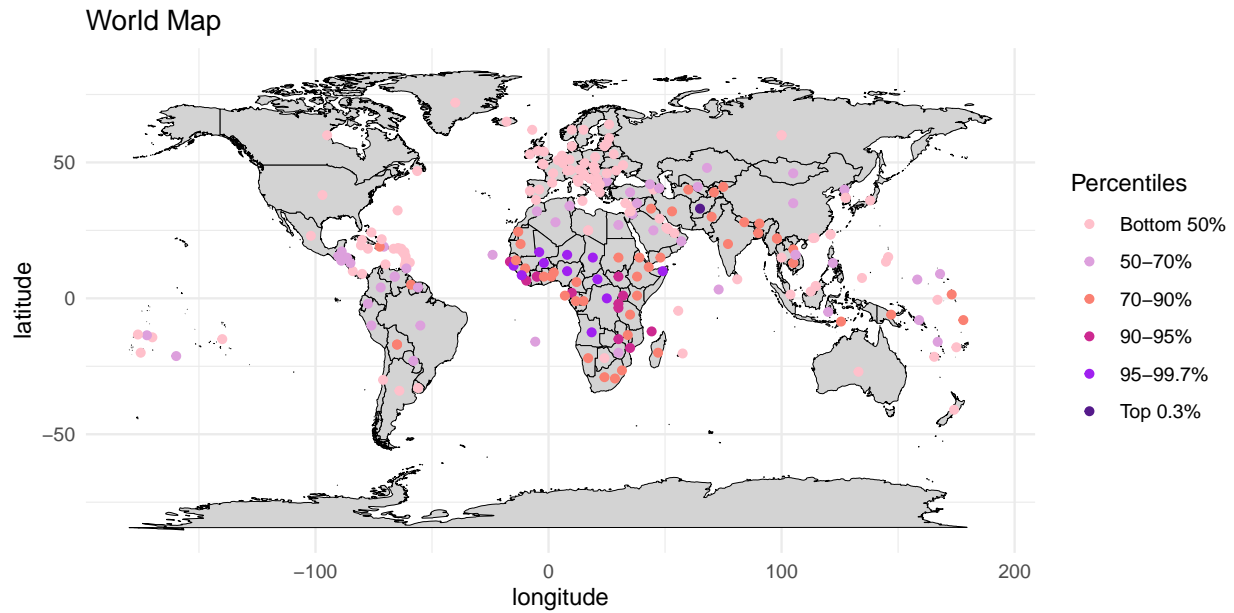 World Map
latitude
50
0
−50
−100
0
100
200
longitude
Percentiles
Bottom 50%
50−70%
70−90%
90−95%
95−99.7%
Top 0.3%